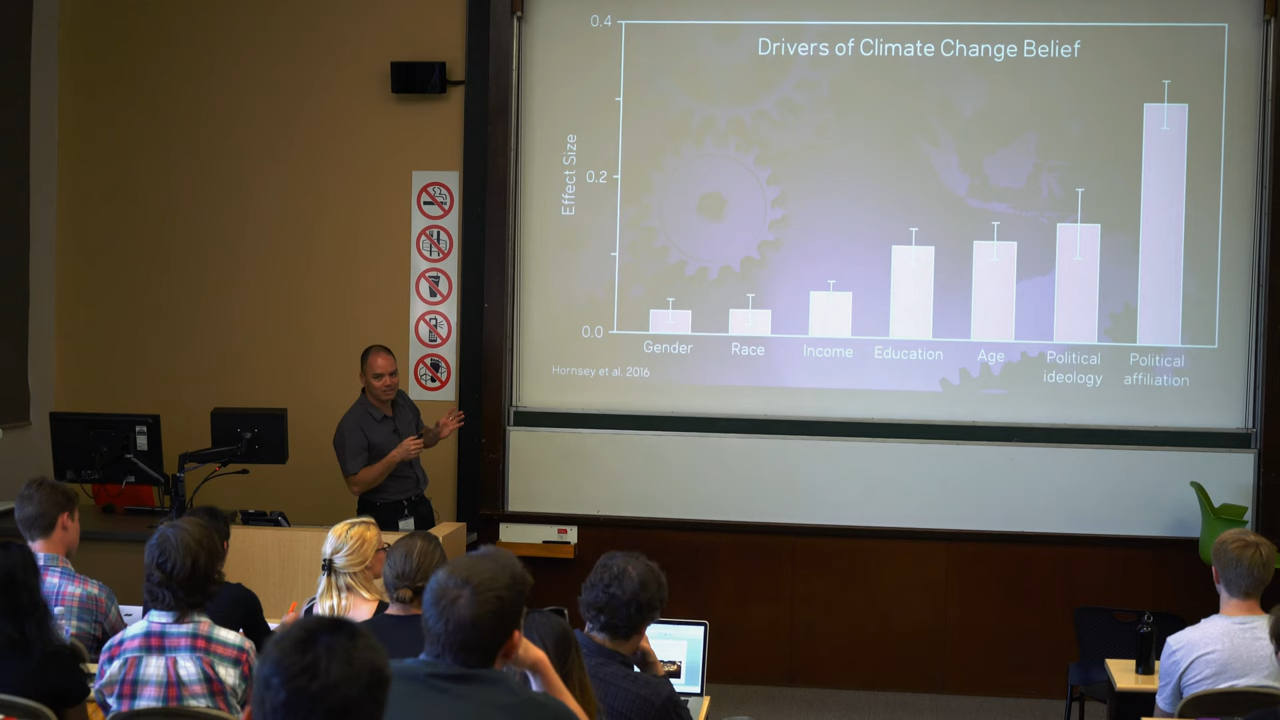 0.4
Drivers of Climate Change Belief
Effect Size
0.2
0.0
Gender
Race
Income
Education
Age
Political
ideology
Political
affiliation
Hornsey et al. 2016